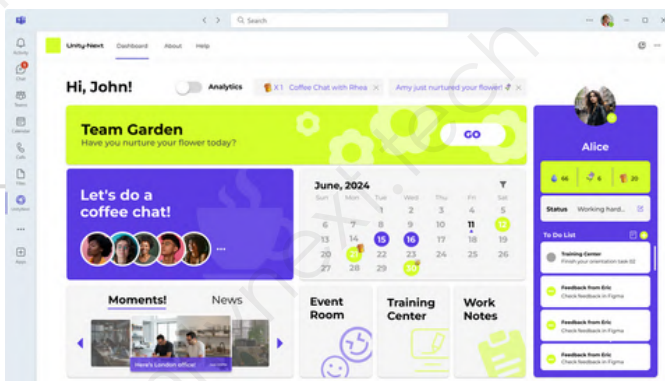 Search
Activity
Chat
Teams
Calendar
Calls
Files
Apps
Unity-Next
Dashboard
About
Help
Hi, John!
Analytics
X1 Coffee Chat with Rhea ×
Amy just nurtured your flower! ×
Team Garden
Have you nurture your flower today?
GO
Let's do a
coffee chat!
June, 2024
Sun Mon Tue Wed Thu Fri Sat
1 2 3 4 5
6 7 8 9 10 11 12
13 14 15 16 17 18 19
20 21 22 23 24 25 26
27 28 29 30
Moments!
News
Here's London office!
Event
Room
Training
Center
Work
Notes
Alice
66 6 20
Status Working hard..
To Do List
Training Center
Finish your orientation task 02
Feedback from Eric
Check feedback in Figma
Feedback from Eric
Check feedback in Figma
Feedback from Eric
Check feedback in Figma